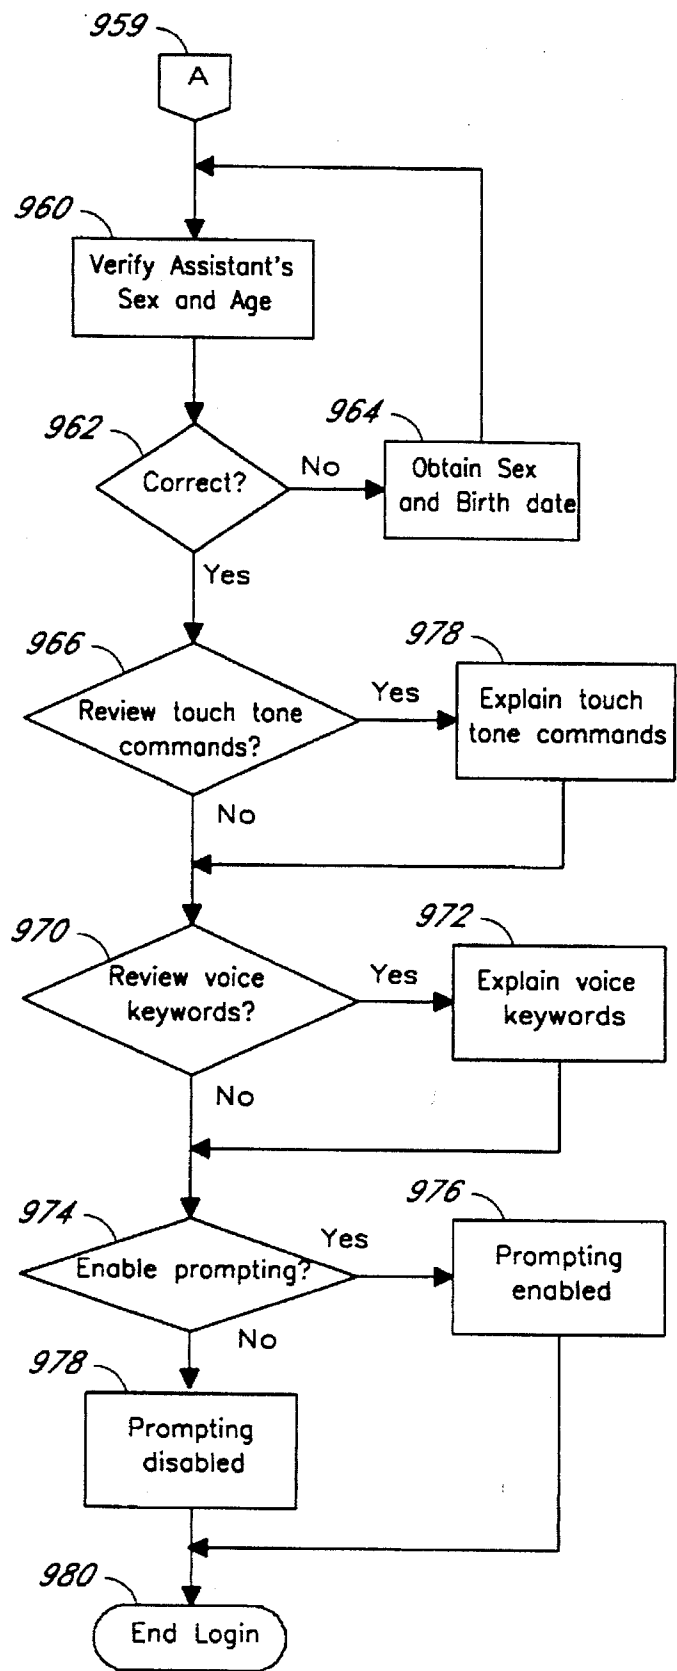 959
A
960
Verify Assistant's
Sex and Age
962
Correct?
No
964
Obtain Sex
and Birth date
Yes
966
Review touch tone
commands?
Yes
978
Explain touch
tone commands
No
970
Review voice
keywords?
Yes
972
Explain voice
keywords
No
974
Enable prompting?
Yes
976
Prompting
enabled
No
978
Prompting
disabled
980
End Login